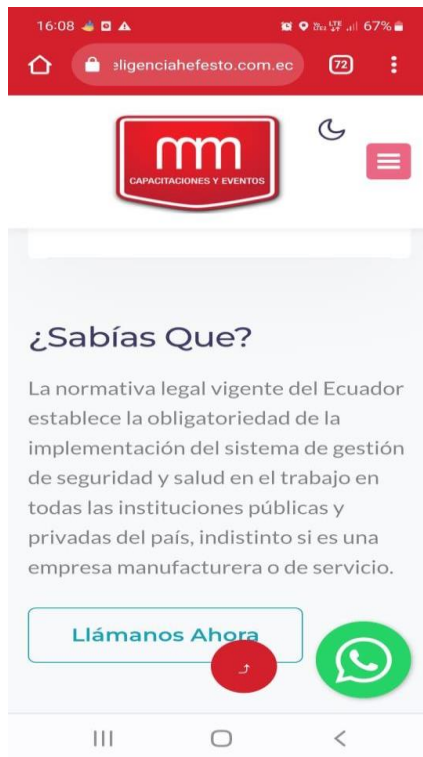 16:08
67%
eligenciahefesto.com.ec
72
mm
CAPACITACIONES Y EVENTOS
¿Sabías Que?
La normativa legal vigente del Ecuador
establece la obligatoriedad de la
implementación del sistema de gestión
de seguridad y salud en el trabajo en
todas las instituciones públicas y
privadas del país, indistinto si es una
empresa manufacturera o de servicio.
Llámanos Ahora